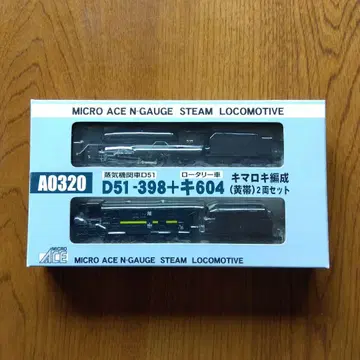 MICRO ACE N-GAUGE STEAM LOCOMOTIVE
A0320
蒸気機関車D51
ロータリー車
D51-398+キ604
キマロキ編成
(黄帯)2両セット
MICRO ACE N-GAUGE STEAM LOCOMOTIVE
MICRO
ACE